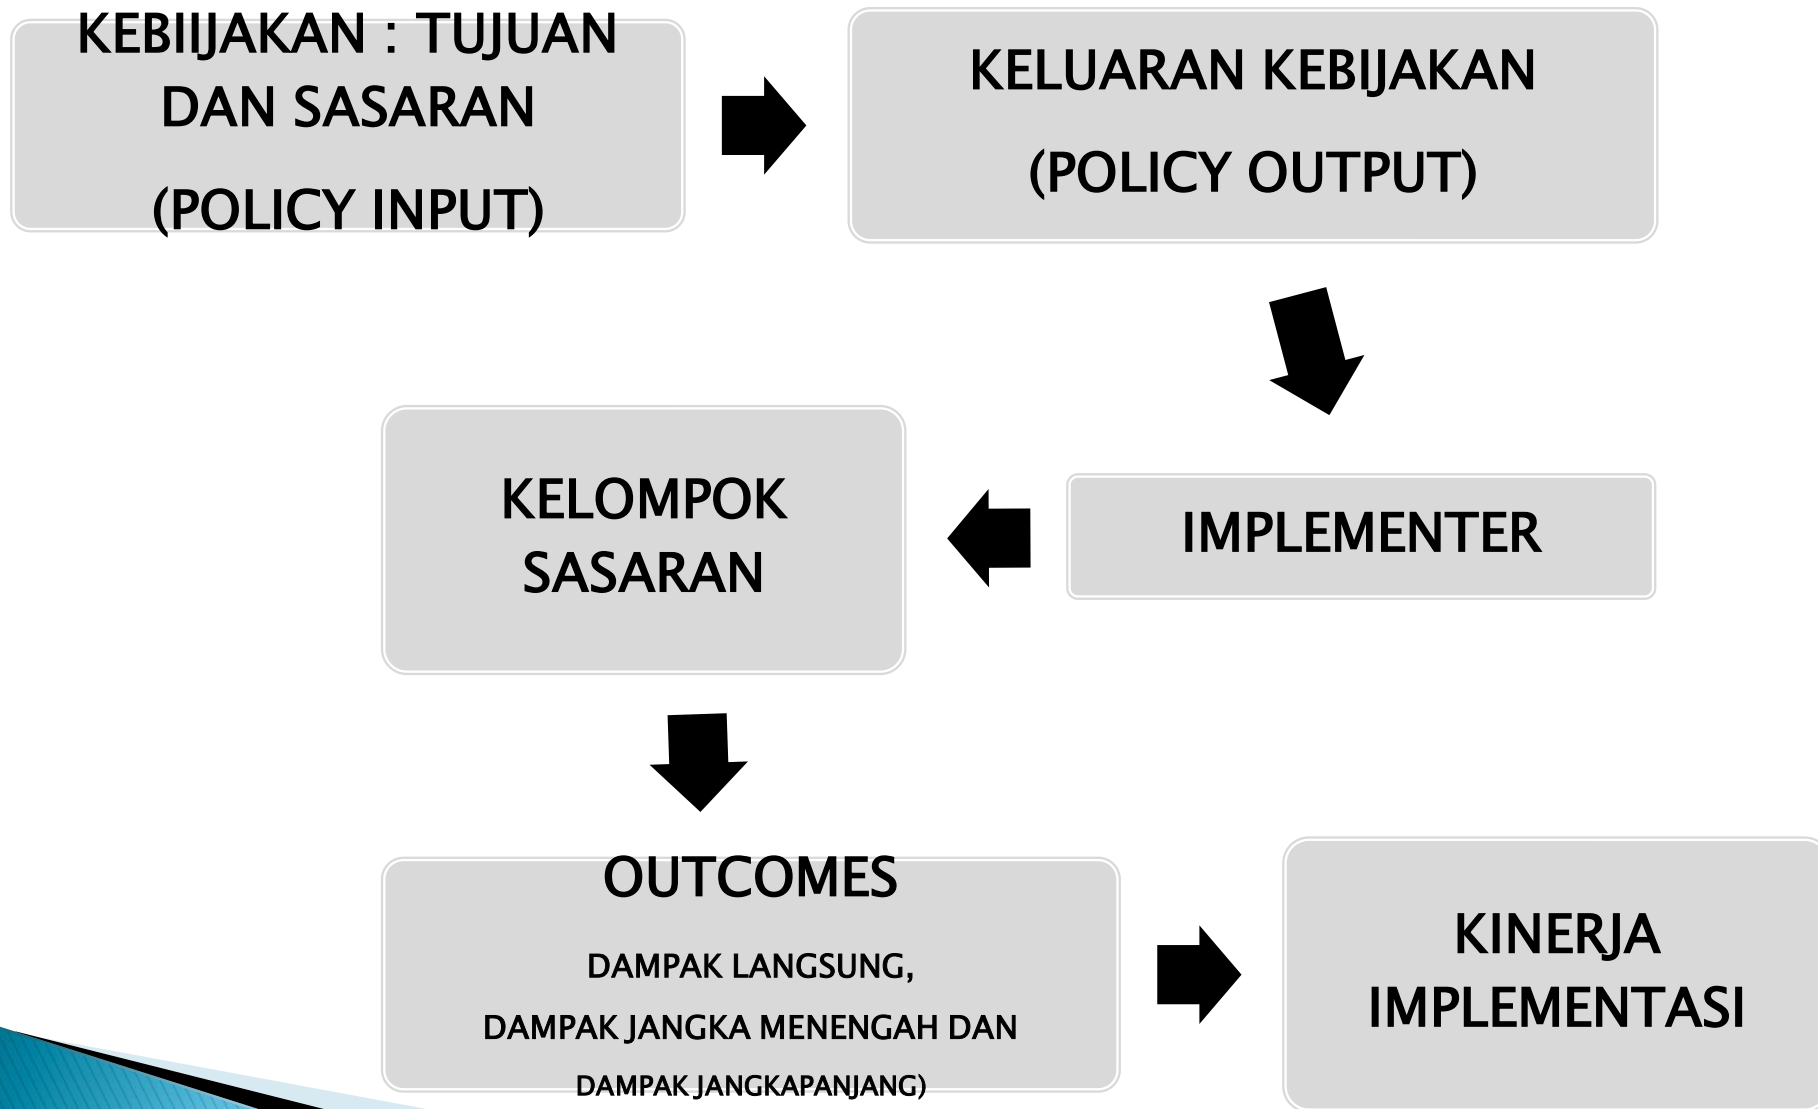 KEBIIJAKAN : TUJUAN
DAN SASARAN
(POLICY INPUT)
KELUARAN KEBIJAKAN
(POLICY OUTPUT)
IMPLEMENTER
KELOMPOK
SASARAN
OUTCOMES
DAMPAK LANGSUNG,
DAMPAK JANGKA MENENGAH DAN
DAMPAK JANGKAPANJANG)
KINERJA
IMPLEMENTASI